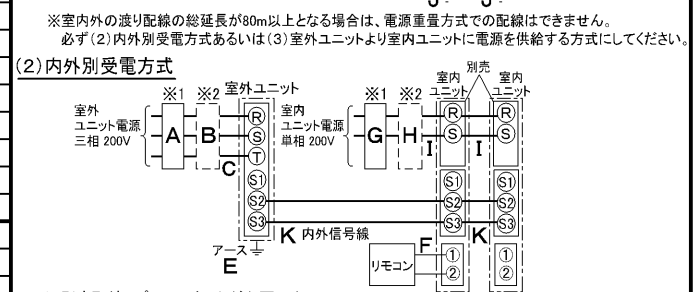 ※室内外の渡り配線の総延長が80m以上となる場合は、電源重畳方式での配線はできません。
必ず(2)内外別受電方式あるいは(3)室外ユニットより室内ユニットに電源を供給する方式にしてください。
(2)内外別受電方式
※1 ※2 室外ユニット
室外
ユニット電源
三相 200V
A B C
R
S
T
S1
S2
S3
アース
E
K 内外信号線
室内
ユニット電源
単相 200V
※1 ※2
G H I
室内
ユニット
別売
室内
ユニット
R
S
S1
S2
S3
I
R
S
S1
S2
S3
K
リモコン
F
①
②
①
②